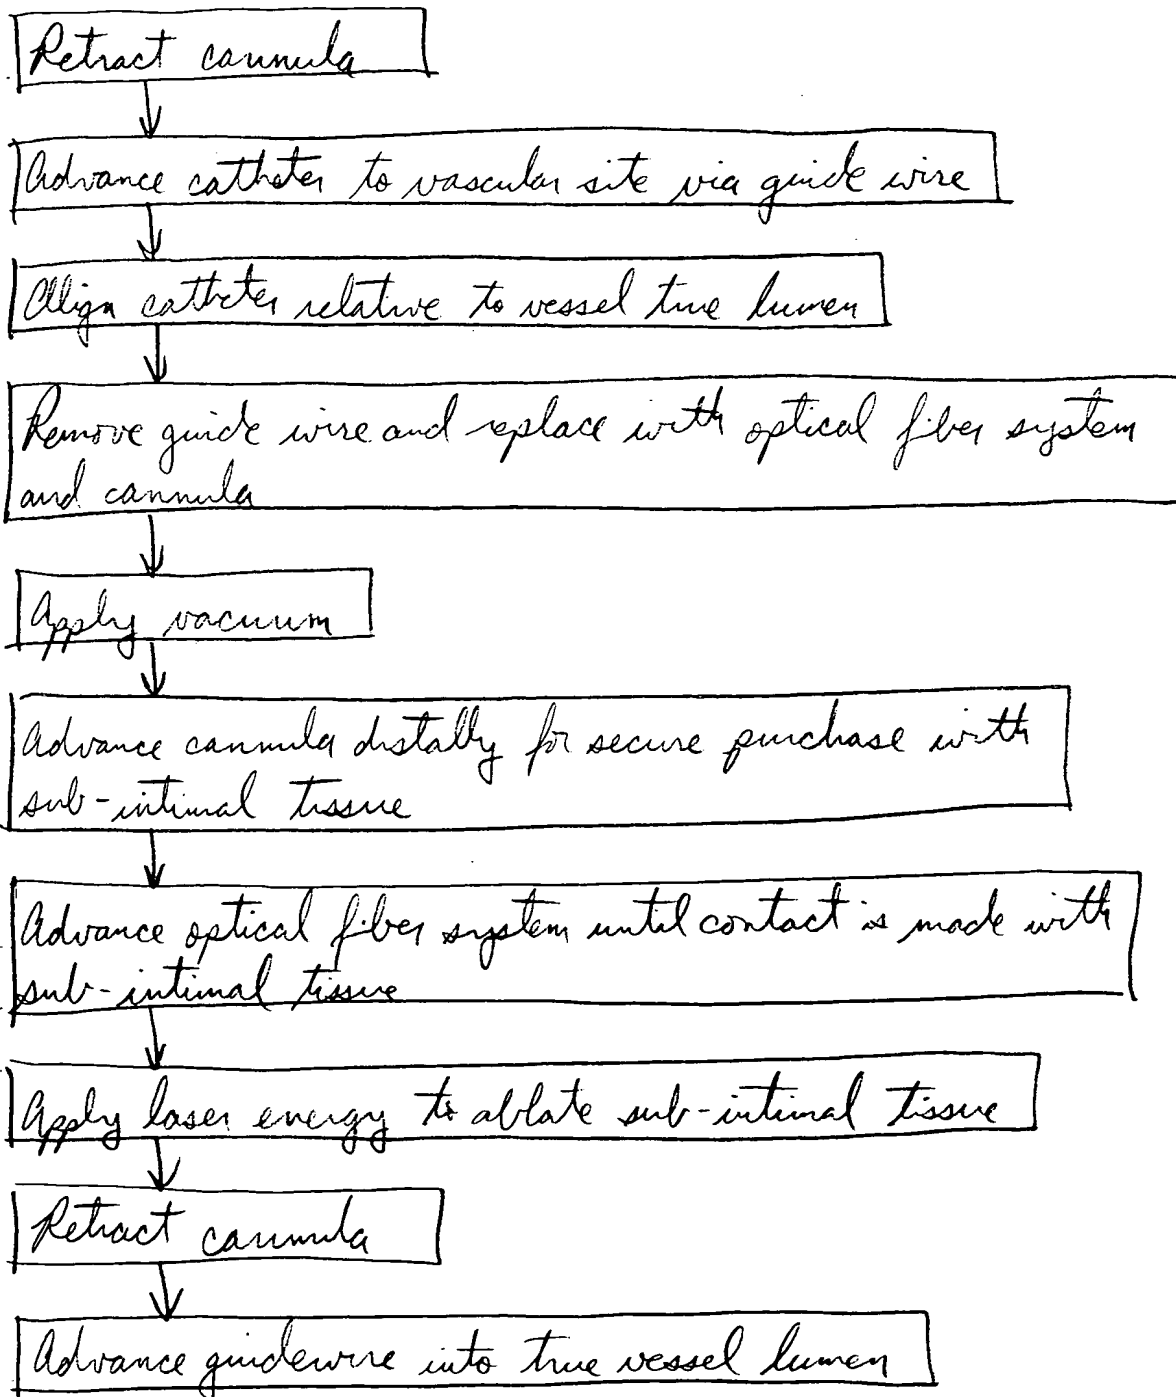 Retract cannula
Advance catheter to vascular site via guide wire
Align catheter relative to vessel true lumen
Remove guide wire and replace with optical fiber system
and cannula
Apply vacuum
Advance cannula distally for secure purchase with
sub-intimal tissue
Advance optical fiber system until contact is made with
sub-intimal tissue
Apply laser energy to ablate sub-intimal tissue
Retract cannula
Advance guidewire into true vessel lumen